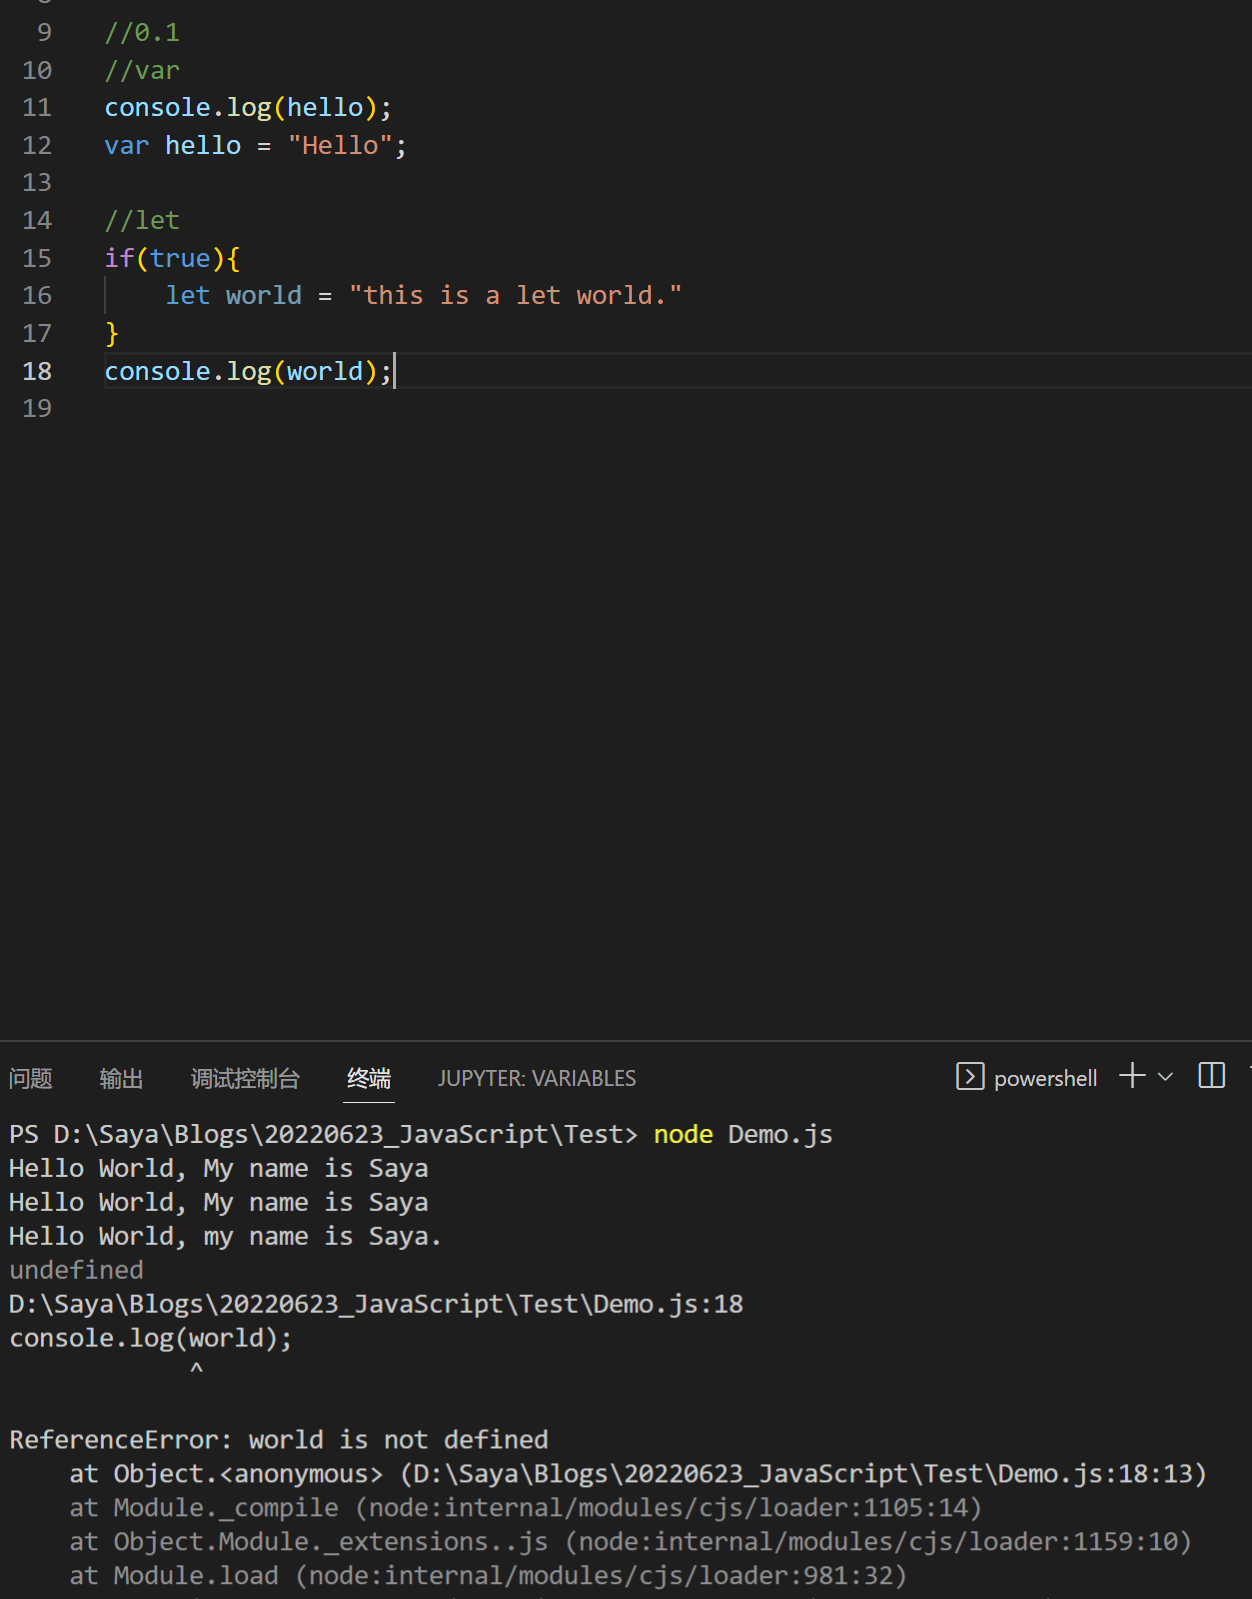 9 //0.1
10 //var
11 console.log(hello);
12 var hello = "Hello";
13
14 //let
15 if(true){
16 let world = "this is a let world."
17 }
18 console.log(world);
19
问题 输出 调试控制台 终端 JUPYTER: VARIABLES powershell
PS D:\Saya\Blogs\20220623_JavaScript\Test> node Demo.js
Hello World, My name is Saya
Hello World, My name is Saya
Hello World, my name is Saya.
undefined
D:\Saya\Blogs\20220623_JavaScript\Test\Demo.js:18
console.log(world);
^
ReferenceError: world is not defined
at Object.<anonymous> (D:\Saya\Blogs\20220623_JavaScript\Test\Demo.js:18:13)
at Module._compile (node:internal/modules/cjs/loader:1105:14)
at Object.Module._extensions..js (node:internal/modules/cjs/loader:1159:10)
at Module.load (node:internal/modules/cjs/loader:981:32)